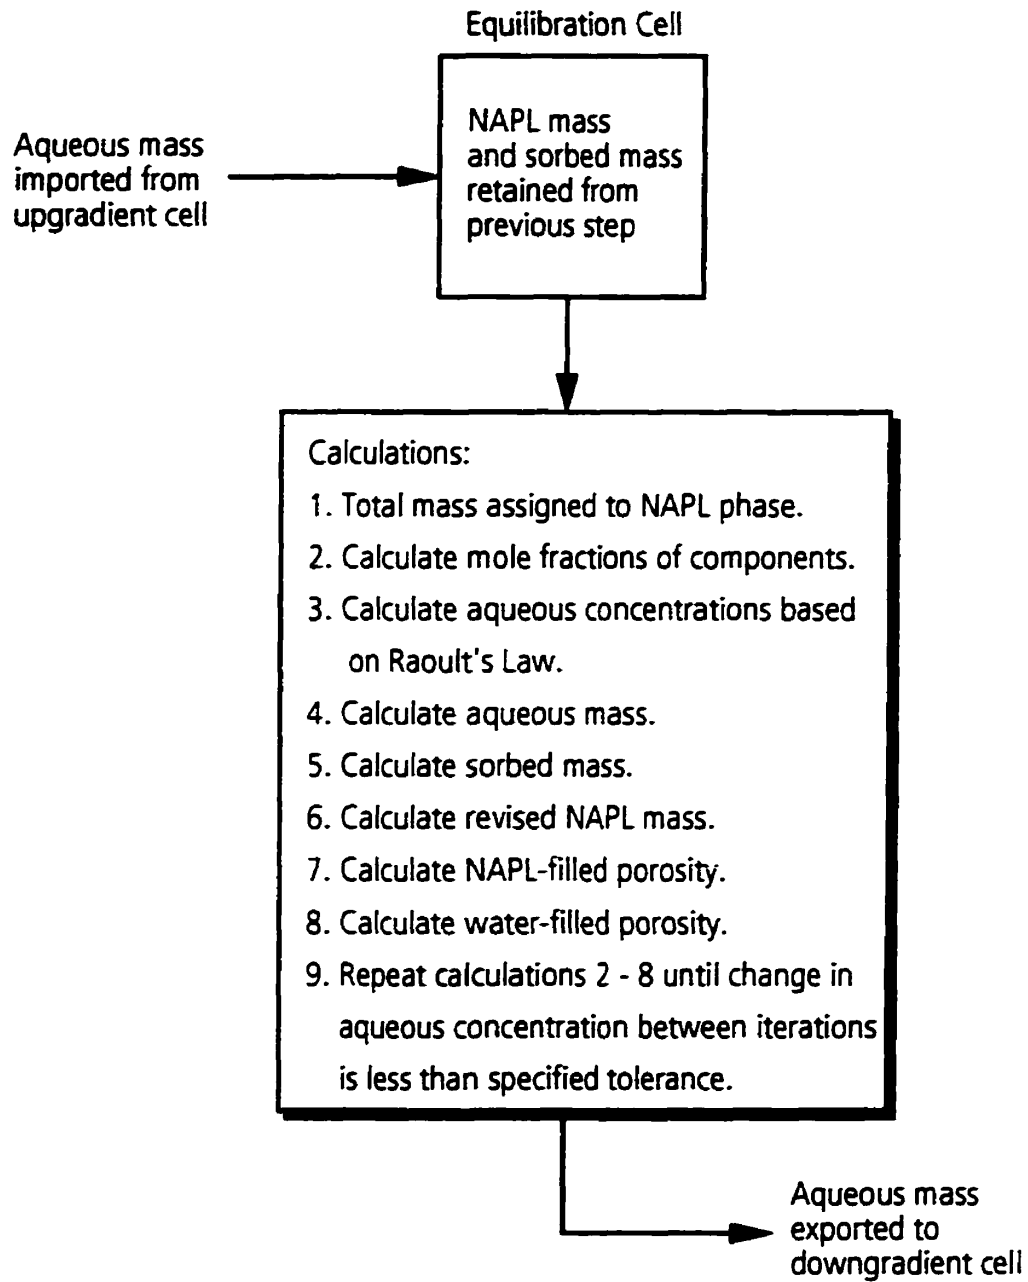 Equilibration Cell
Aqueous mass
imported from
upgradient cell
NAPL mass
and sorbed mass
retained from
previous step
Calculations:
1. Total mass assigned to NAPL phase.
2. Calculate mole fractions of components.
3. Calculate aqueous concentrations based
on Raoult's Law.
4. Calculate aqueous mass.
5. Calculate sorbed mass.
6. Calculate revised NAPL mass.
7. Calculate NAPL-filled porosity.
8. Calculate water-filled porosity.
9. Repeat calculations 2 - 8 until change in
aqueous concentration between iterations
is less than specified tolerance.
Aqueous mass
exported to
downgradient cell